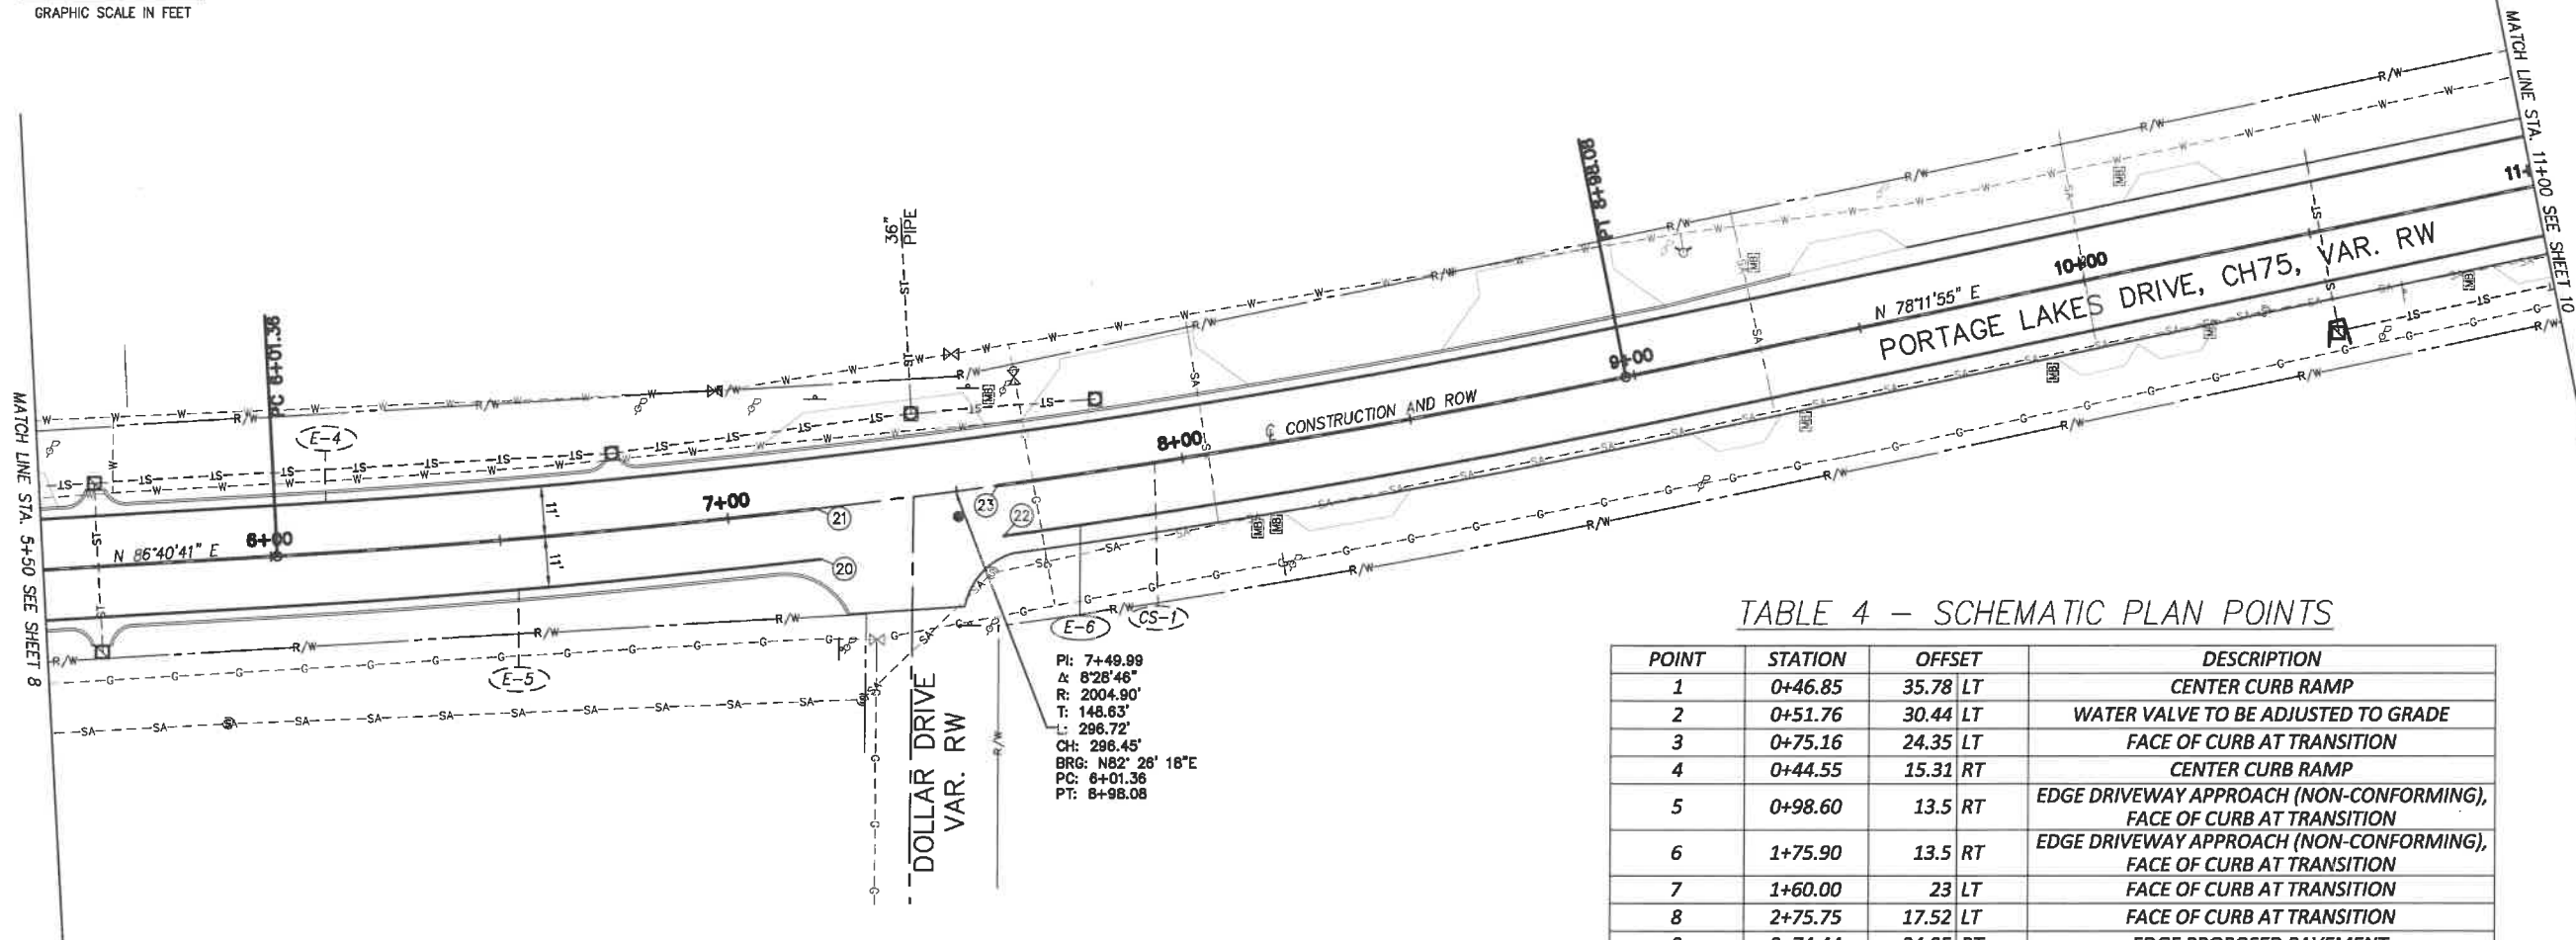 GRAPHIC SCALE IN FEET
MATCH LINE STA. 5+50 SEE SHEET 8
MATCH LINE STA. 11+00 SEE SHEET 10
PC 6+01.36
36"
PIPE
PT 8+98.08
E-4
N 86°40'41" E
6+00
11'
11'
7+00
21
20
23
22
8+00
℄ CONSTRUCTION AND ROW
9+00
N 78°11'55" E
10+00
11+
PORTAGE LAKES DRIVE, CH75, VAR. RW
E-5
E-6
CS-1
DOLLAR DRIVE
VAR. RW
PI: 7+49.99
Δ: 8°28'46"
R: 2004.90'
T: 148.63'
L: 296.72'
CH: 296.45'
BRG: N82° 26' 18"E
PC: 6+01.36
PT: 8+98.08
TABLE 4 – SCHEMATIC PLAN POINTS
POINT STATION OFFSET DESCRIPTION
1 0+46.85 35.78 LT CENTER CURB RAMP
2 0+51.76 30.44 LT WATER VALVE TO BE ADJUSTED TO GRADE
3 0+75.16 24.35 LT FACE OF CURB AT TRANSITION
4 0+44.55 15.31 RT CENTER CURB RAMP
5 0+98.60 13.5 RT EDGE DRIVEWAY APPROACH (NON-CONFORMING),
FACE OF CURB AT TRANSITION
6 1+75.90 13.5 RT EDGE DRIVEWAY APPROACH (NON-CONFORMING),
FACE OF CURB AT TRANSITION
7 1+60.00 23 LT FACE OF CURB AT TRANSITION
8 2+75.75 17.52 LT FACE OF CURB AT TRANSITION